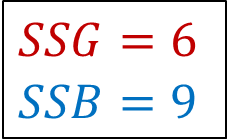 SSG = 6
SSB = 9